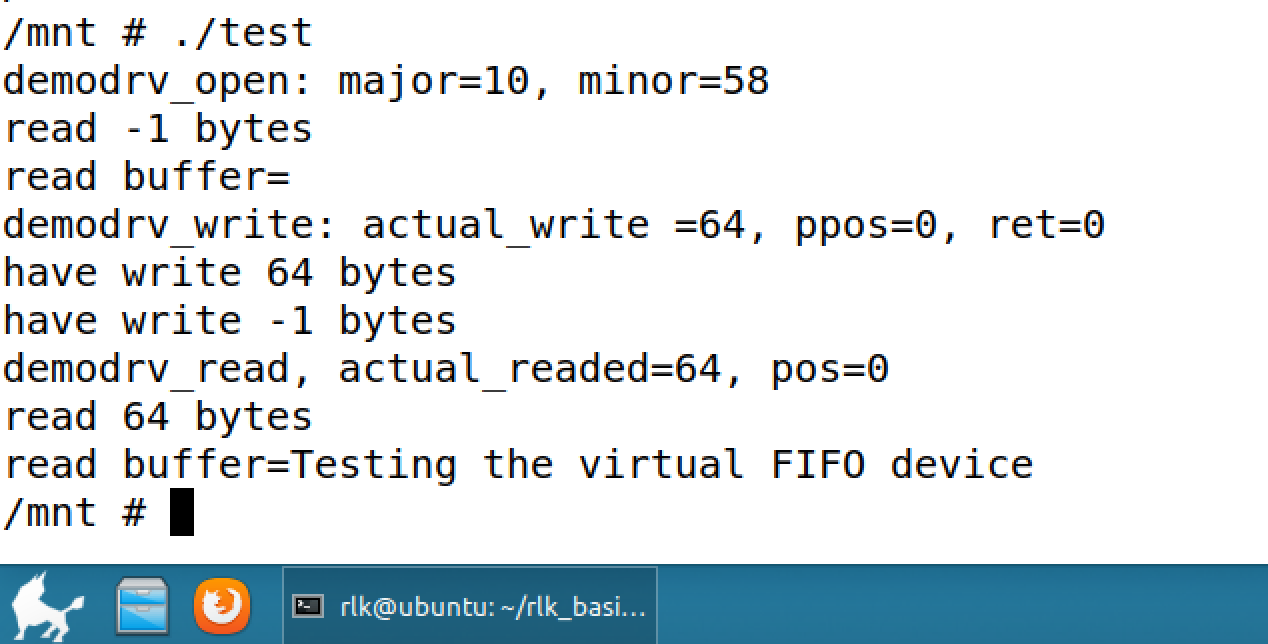 /mnt # ./test
demodrv_open: major=10, minor=58
read -1 bytes
read buffer=
demodrv_write: actual_write =64, ppos=0, ret=0
have write 64 bytes
have write -1 bytes
demodrv_read, actual_readed=64, pos=0
read 64 bytes
read buffer=Testing the virtual FIFO device
/mnt #
rlk@ubuntu: ~/rlk_basi...